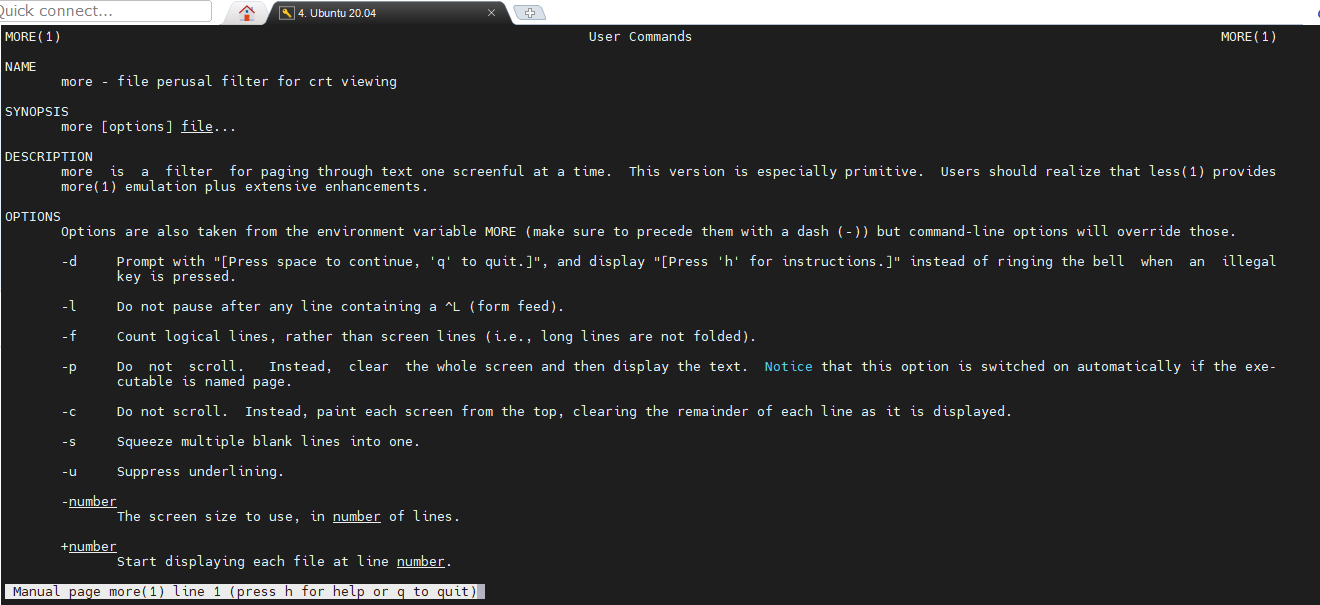 Quick connect...
4. Ubuntu 20.04
MORE(1) User Commands MORE(1)
NAME
more - file perusal filter for crt viewing
SYNOPSIS
more [options] file...
DESCRIPTION
more is a filter for paging through text one screenful at a time. This version is especially primitive. Users should realize that less(1) provides
more(1) emulation plus extensive enhancements.
OPTIONS
Options are also taken from the environment variable MORE (make sure to precede them with a dash (-)) but command-line options will override those.
-d Prompt with "[Press space to continue, 'q' to quit.]", and display "[Press 'h' for instructions.]" instead of ringing the bell when an illegal
key is pressed.
-l Do not pause after any line containing a ^L (form feed).
-f Count logical lines, rather than screen lines (i.e., long lines are not folded).
-p Do not scroll. Instead, clear the whole screen and then display the text. Notice that this option is switched on automatically if the exe-
cutable is named page.
-c Do not scroll. Instead, paint each screen from the top, clearing the remainder of each line as it is displayed.
-s Squeeze multiple blank lines into one.
-u Suppress underlining.
-number
The screen size to use, in number of lines.
+number
Start displaying each file at line number.
Manual page more(1) line 1 (press h for help or q to quit)